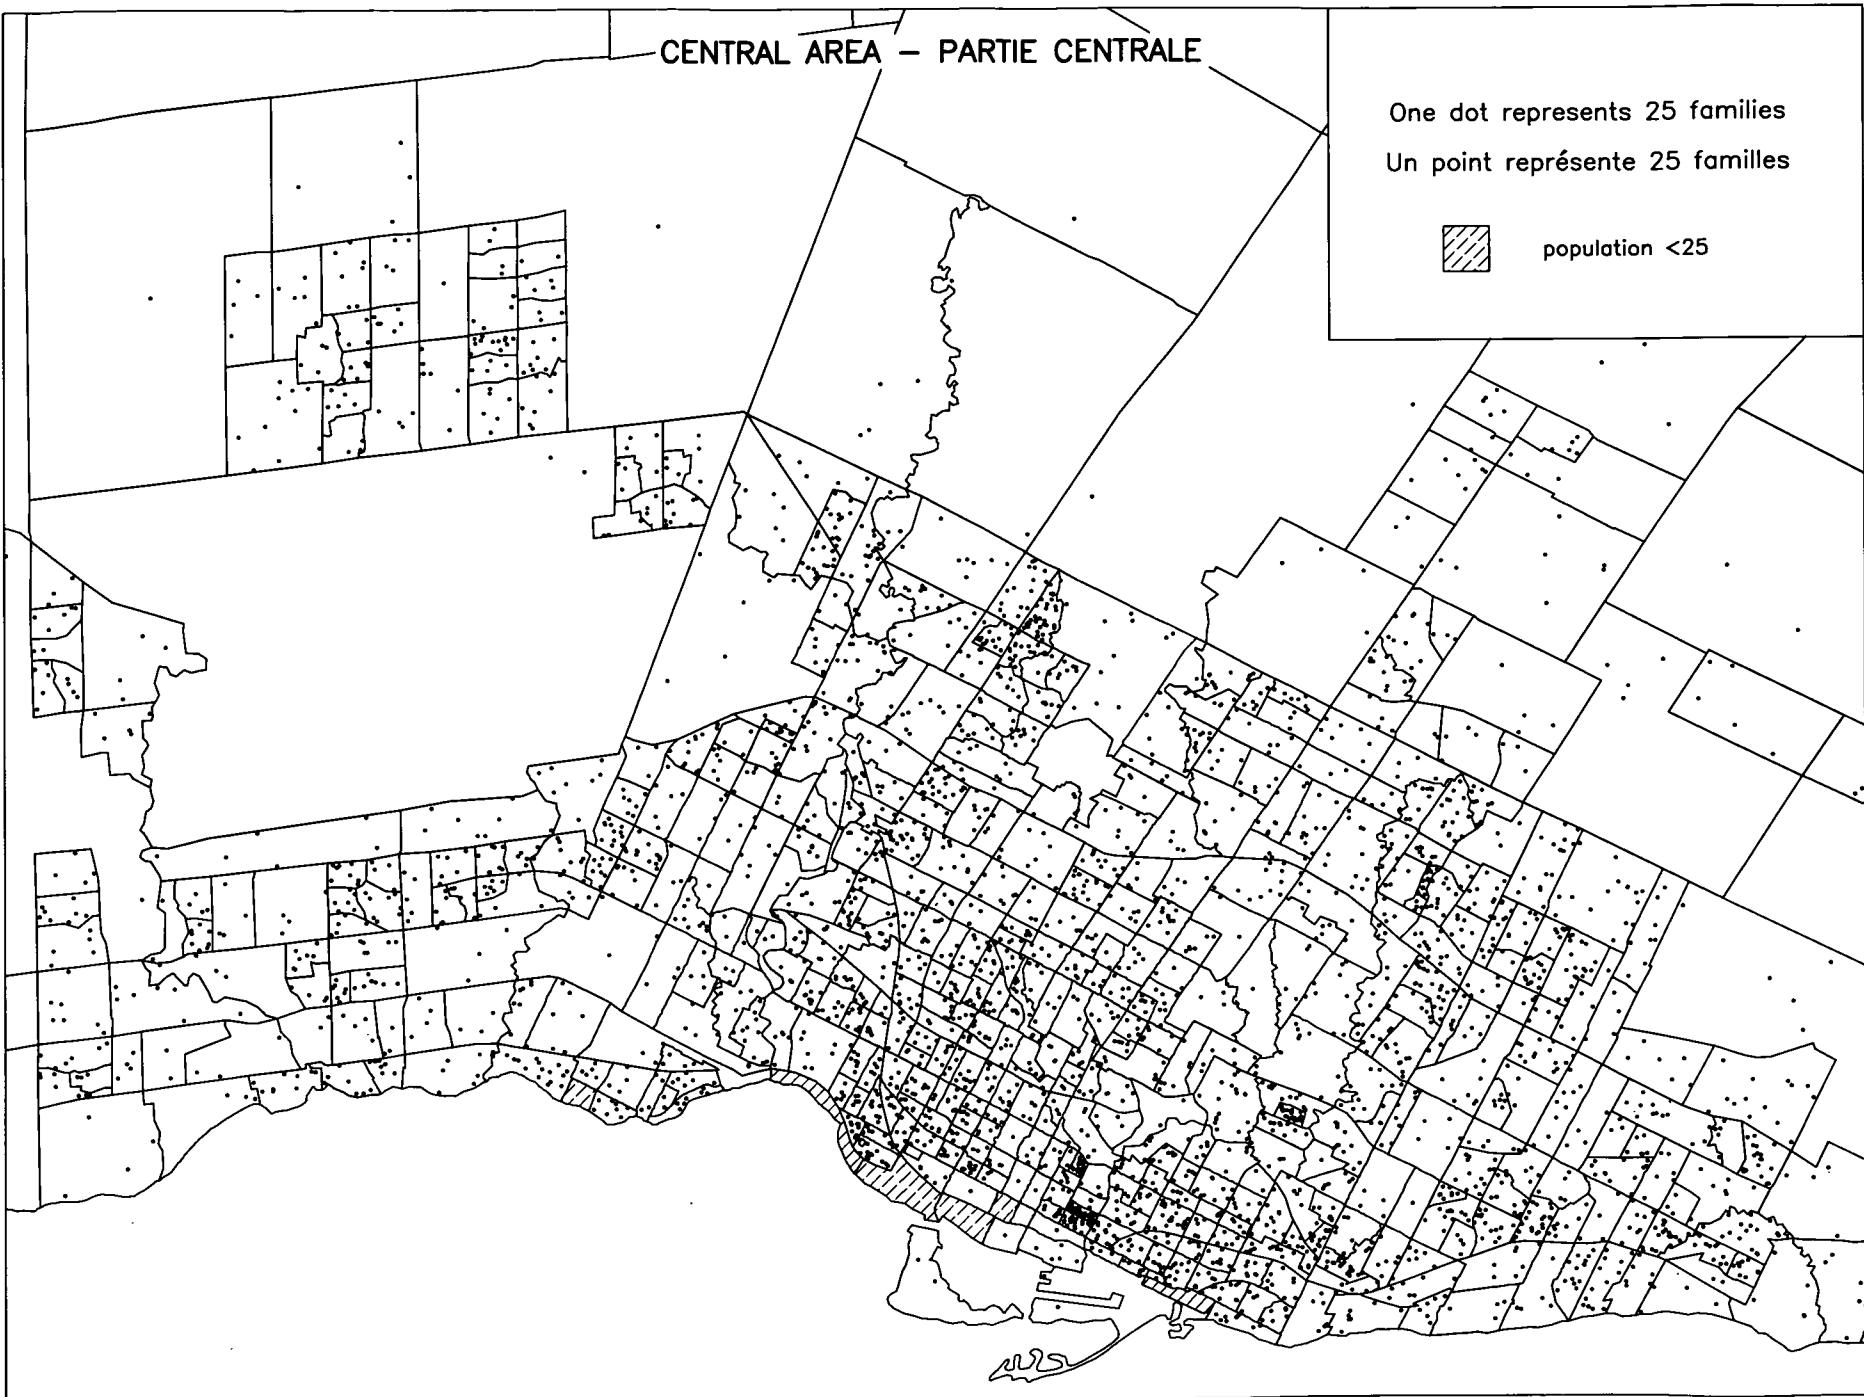 CENTRAL AREA – PARTIE CENTRALE
One dot represents 25 families
Un point représente 25 familles
population <25